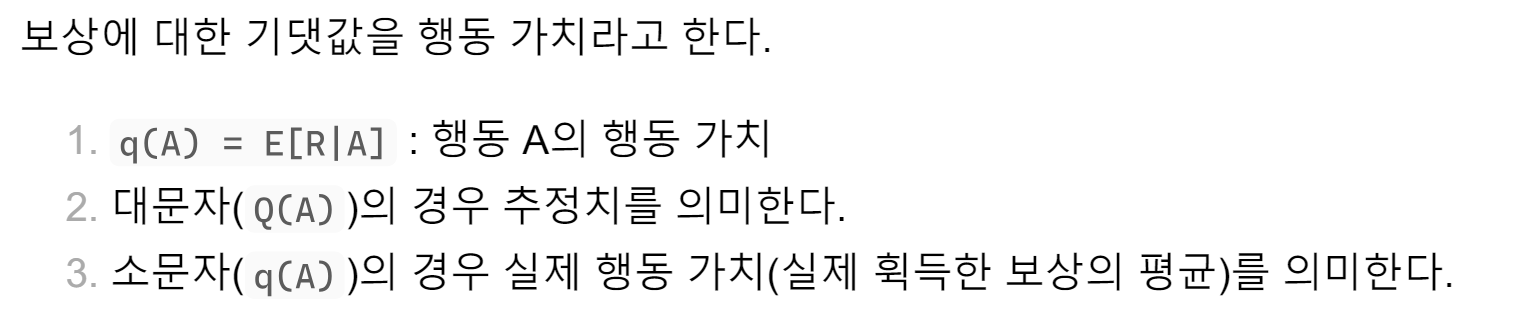 보상에 대한 기댓값을 행동 가치라고 한다.
1. q(A) = E[R|A] : 행동 A의 행동 가치
2. 대문자( Q(A) )의 경우 추정치를 의미한다.
3. 소문자( q(A) )의 경우 실제 행동 가치(실제 휙득한 보상의 평균)를 의미한다.